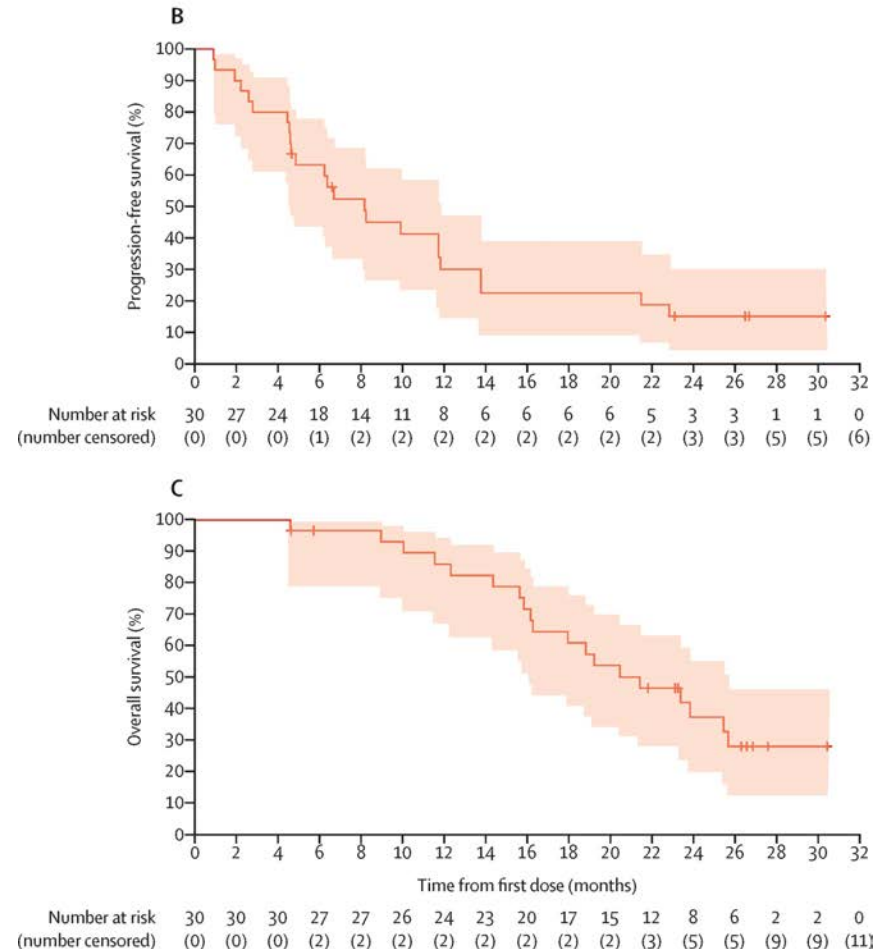 B
100
90
80
70
60
50
40
30
20
10
0
Progression-free survival (%)
0 2 4 6 8 10 12 14 16 18 20 22 24 26 28 30 32
Number at risk 30 27 24 18 14 11 8 6 6 6 6 5 3 3 1 1 0
(number censored) (0) (0) (0) (1) (2) (2) (2) (2) (2) (2) (2) (2) (3) (3) (5) (5) (6)
C
100
90
80
70
60
50
40
30
20
10
0
Overall survival (%)
0 2 4 6 8 10 12 14 16 18 20 22 24 26 28 30 32
Time from first dose (months)
Number at risk 30 30 30 27 27 26 24 23 20 17 15 12 8 6 2 2 0
(number censored) (0) (0) (0) (2) (2) (2) (2) (2) (2) (2) (2) (3) (5) (5) (9) (9) (11)